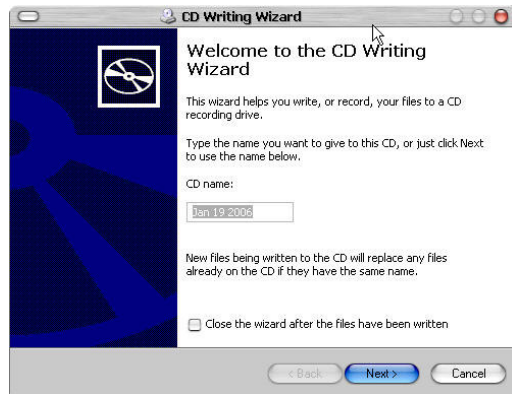 CD Writing Wizard
Welcome to the CD Writing
Wizard
This wizard helps you write, or record, your files to a CD
recording drive.
Type the name you want to give to this CD, or just click Next
to use the name below.
CD name:
Jan 19 2006
New files being written to the CD will replace any files
already on the CD if they have the same name.
Close the wizard after the files have been written
< Back Next > Cancel